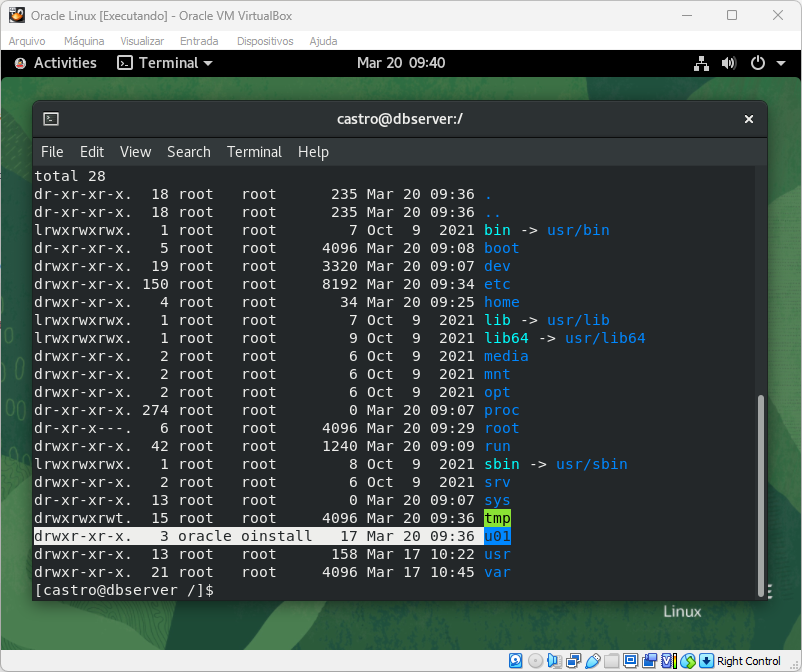 Oracle Linux [Executando] - Oracle VM VirtualBox
Arquivo Máquina Visualizar Entrada Dispositivos Ajuda
Activities Terminal Mar 20 09:40
castro@dbserver:/
File Edit View Search Terminal Help
total 28
dr-xr-xr-x.  18 root   root      235 Mar 20 09:36 .
dr-xr-xr-x.  18 root   root      235 Mar 20 09:36 ..
lrwxrwxrwx.   1 root   root        7 Oct  9  2021 bin -> usr/bin
dr-xr-xr-x.   5 root   root     4096 Mar 20 09:08 boot
drwxr-xr-x.  19 root   root     3320 Mar 20 09:07 dev
drwxr-xr-x. 150 root   root     8192 Mar 20 09:34 etc
drwxr-xr-x.   4 root   root       34 Mar 20 09:25 home
lrwxrwxrwx.   1 root   root        7 Oct  9  2021 lib -> usr/lib
lrwxrwxrwx.   1 root   root        9 Oct  9  2021 lib64 -> usr/lib64
drwxr-xr-x.   2 root   root        6 Oct  9  2021 media
drwxr-xr-x.   2 root   root        6 Oct  9  2021 mnt
drwxr-xr-x.   2 root   root        6 Oct  9  2021 opt
dr-xr-xr-x. 274 root   root        0 Mar 20 09:07 proc
dr-xr-x---.   6 root   root     4096 Mar 20 09:29 root
drwxr-xr-x.  42 root   root     1240 Mar 20 09:09 run
lrwxrwxrwx.   1 root   root        8 Oct  9  2021 sbin -> usr/sbin
drwxr-xr-x.   2 root   root        6 Oct  9  2021 srv
dr-xr-xr-x.  13 root   root        0 Mar 20 09:07 sys
drwxrwxrwt.  15 root   root     4096 Mar 20 09:36 tmp
drwxr-xr-x.   3 oracle oinstall   17 Mar 20 09:36 u01
drwxr-xr-x.  13 root   root      158 Mar 17 10:22 usr
drwxr-xr-x.  21 root   root     4096 Mar 17 10:45 var
[castro@dbserver /]$
Linux
Right Control